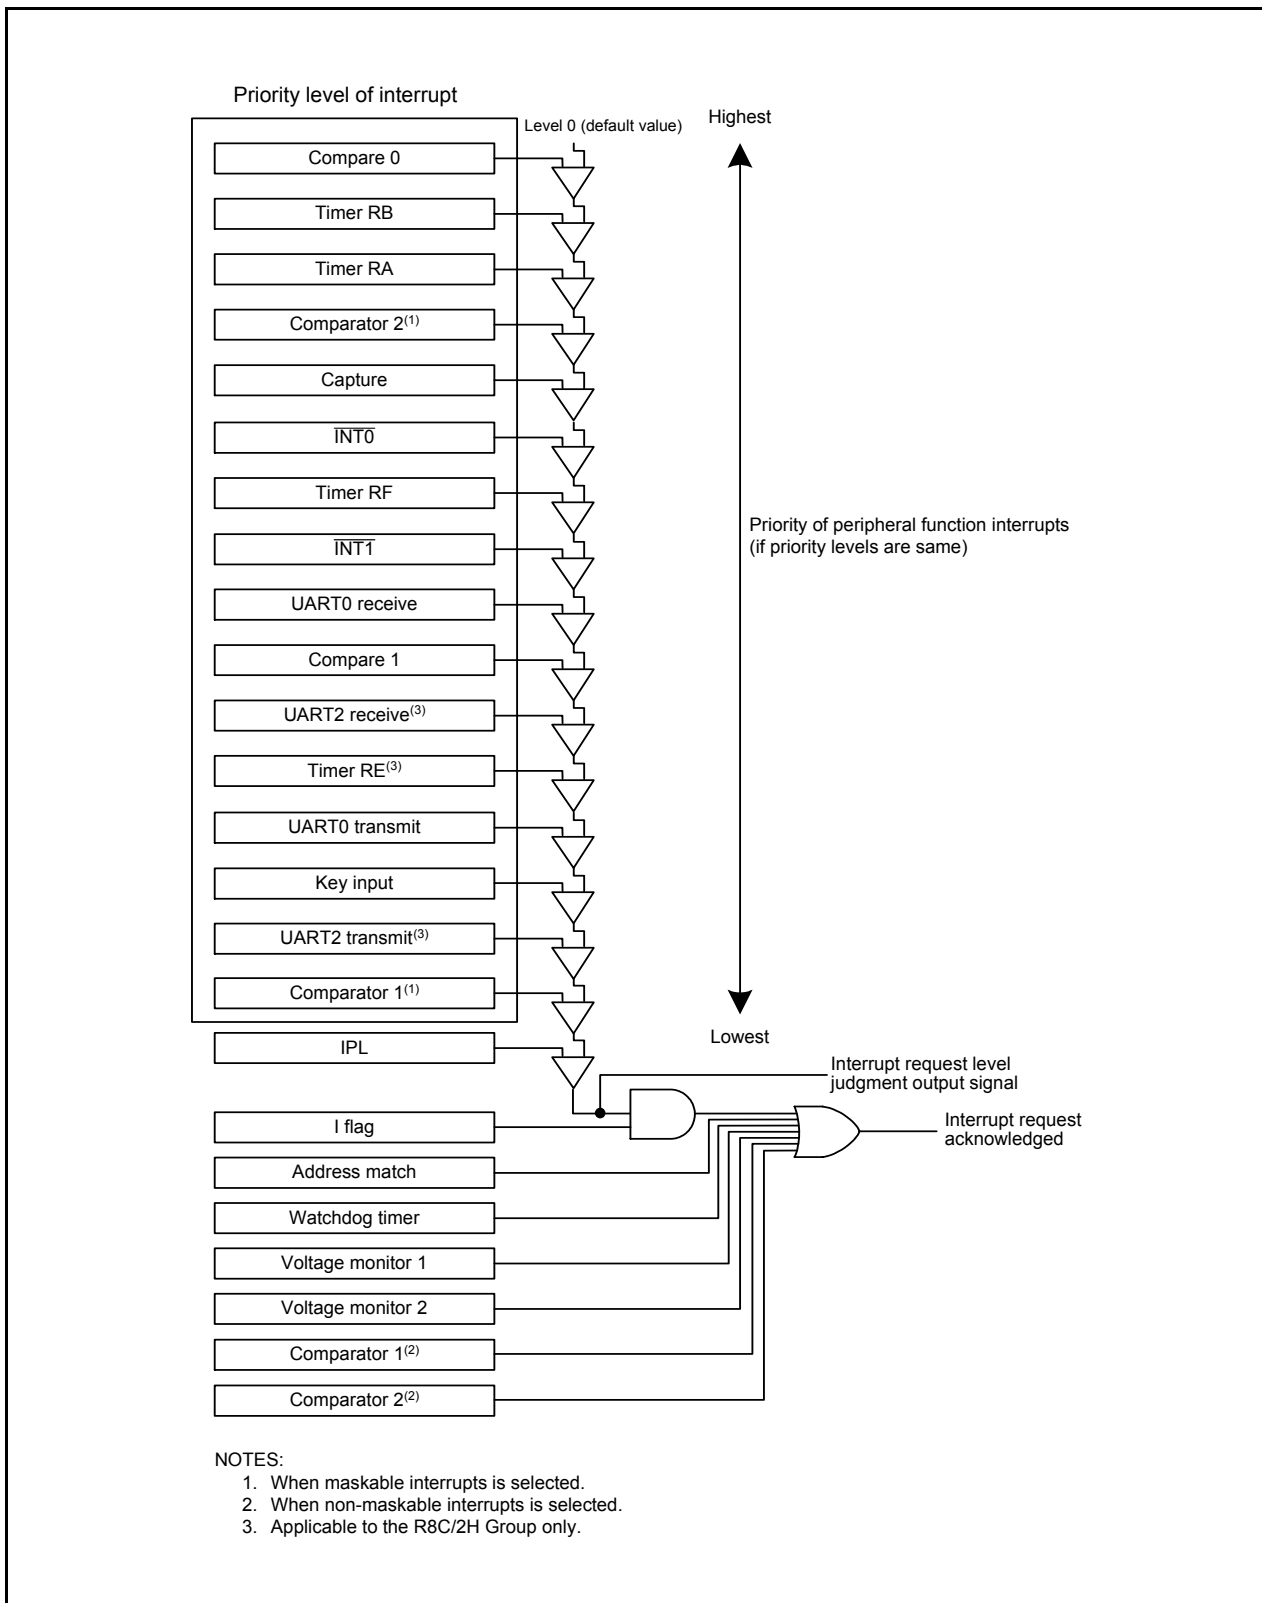 Priority level of interrupt
Level 0 (default value)
Highest
Compare 0
Timer RB
Timer RA
Comparator 2(1)
Capture
INT0
Timer RF
Priority of peripheral function interrupts
(if priority levels are same)
INT1
UART0 receive
Compare 1
UART2 receive(3)
Timer RE(3)
UART0 transmit
Key input
UART2 transmit(3)
Comparator 1(1)
Lowest
IPL
Interrupt request level
judgment output signal
I flag
Interrupt request
acknowledged
Address match
Watchdog timer
Voltage monitor 1
Voltage monitor 2
Comparator 1(2)
Comparator 2(2)
NOTES:
1. When maskable interrupts is selected.
2. When non-maskable interrupts is selected.
3. Applicable to the R8C/2H Group only.